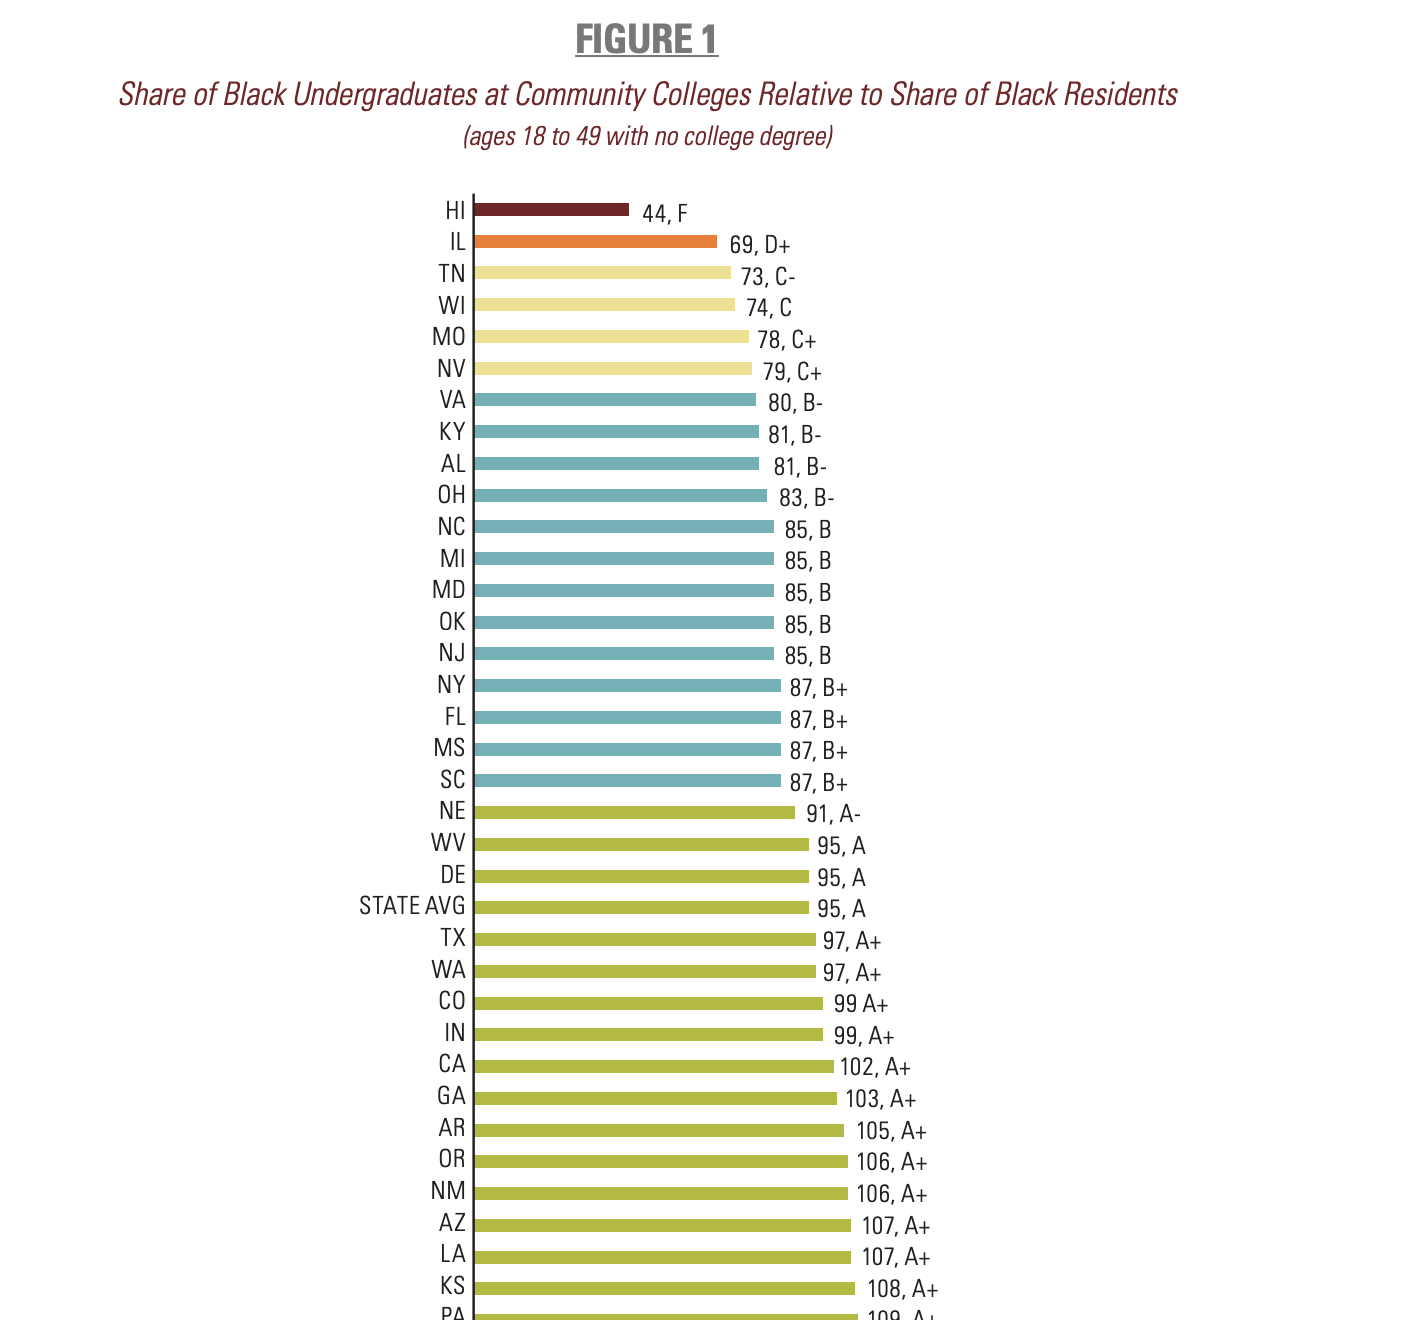 FIGURE 1
Share of Black Undergraduates at Community Colleges Relative to Share of Black Residents
(ages 18 to 49 with no college degree)
HI 44, F
IL 69, D+
TN 73, C-
WI 74, C
MO 78, C+
NV 79, C+
VA 80, B-
KY 81, B-
AL 81, B-
OH 83, B-
NC 85, B
MI 85, B
MD 85, B
OK 85, B
NJ 85, B
NY 87, B+
FL 87, B+
MS 87, B+
SC 87, B+
NE 91, A-
WV 95, A
DE 95, A
STATE AVG 95, A
TX 97, A+
WA 97, A+
CO 99 A+
IN 99, A+
CA 102, A+
GA 103, A+
AR 105, A+
OR 106, A+
NM 106, A+
AZ 107, A+
LA 107, A+
KS 108, A+
PA 109, A+